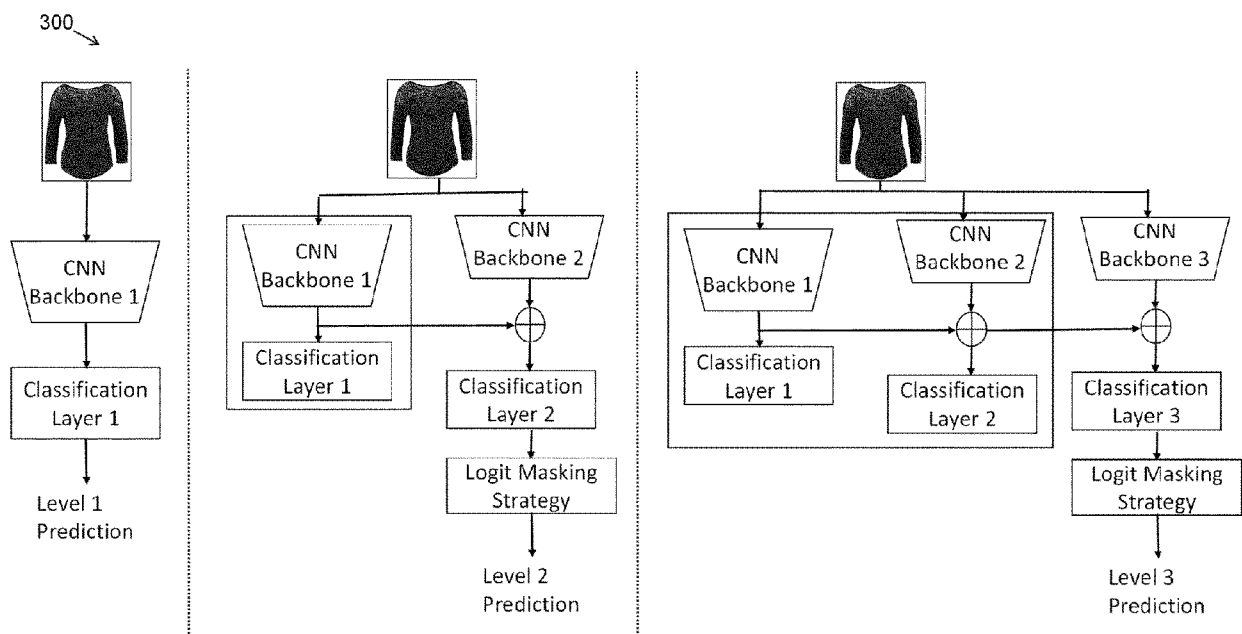 300
CNN
Backbone 1
Classification
Layer 1
Level 1
Prediction
CNN
Backbone 1
Classification
Layer 1
CNN
Backbone 2
Classification
Layer 2
Logit Masking
Strategy
Level 2
Prediction
CNN
Backbone 1
Classification
Layer 1
CNN
Backbone 2
Classification
Layer 2
CNN
Backbone 3
Classification
Layer 3
Logit Masking
Strategy
Level 3
Prediction